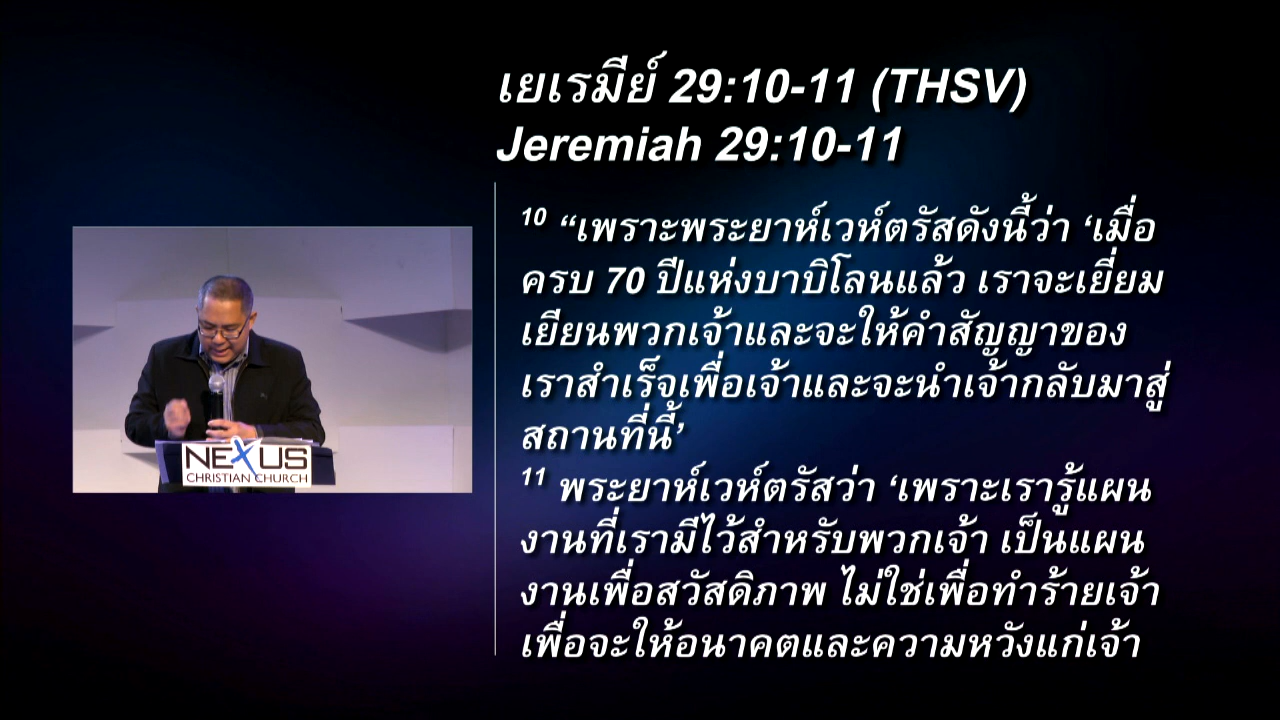 เยเรมีย์ 29:10-11 (THSV)
Jeremiah 29:10-11
10 “เพราะพระยาห์เวห์ตรัสดังนี้ว่า ‘เมื่อ
ครบ 70 ปีแห่งบาบิโลนแล้ว เราจะเยี่ยม
เยียนพวกเจ้าและจะให้คำสัญญาของ
เราสำเร็จเพื่อเจ้าและจะนำเจ้ากลับมาสู่
สถานที่นี้’
11 พระยาห์เวห์ตรัสว่า ‘เพราะเรารู้แผน
งานที่เรามีไว้สำหรับพวกเจ้า เป็นแผน
งานเพื่อสวัสดิภาพ ไม่ใช่เพื่อทำร้ายเจ้า
เพื่อจะให้อนาคตและความหวังแก่เจ้า
NEXUS
CHRISTIAN CHURCH